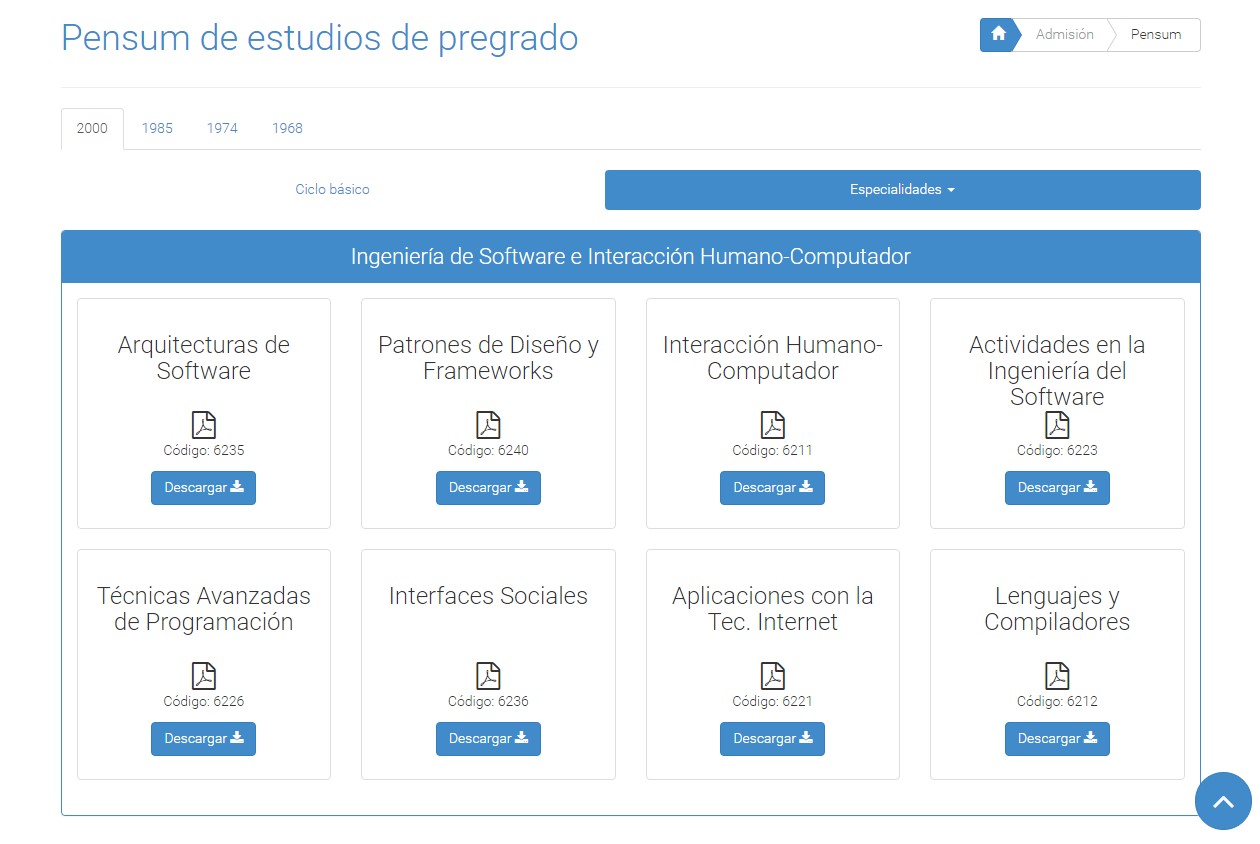 Pensum de estudios de pregrado
Admisión
Pensum
2000
1985
1974
1968
Ciclo básico
Especialidades
Ingeniería de Software e Interacción Humano-Computador
Arquitecturas de
Software
Código: 6235
Descargar
Patrones de Diseño y
Frameworks
Código: 6240
Descargar
Interacción Humano-
Computador
Código: 6211
Descargar
Actividades en la
Ingeniería del
Software
Código: 6223
Descargar
Técnicas Avanzadas
de Programación
Código: 6226
Descargar
Interfaces Sociales
Código: 6236
Descargar
Aplicaciones con la
Tec. Internet
Código: 6221
Descargar
Lenguajes y
Compiladores
Código: 6212
Descargar